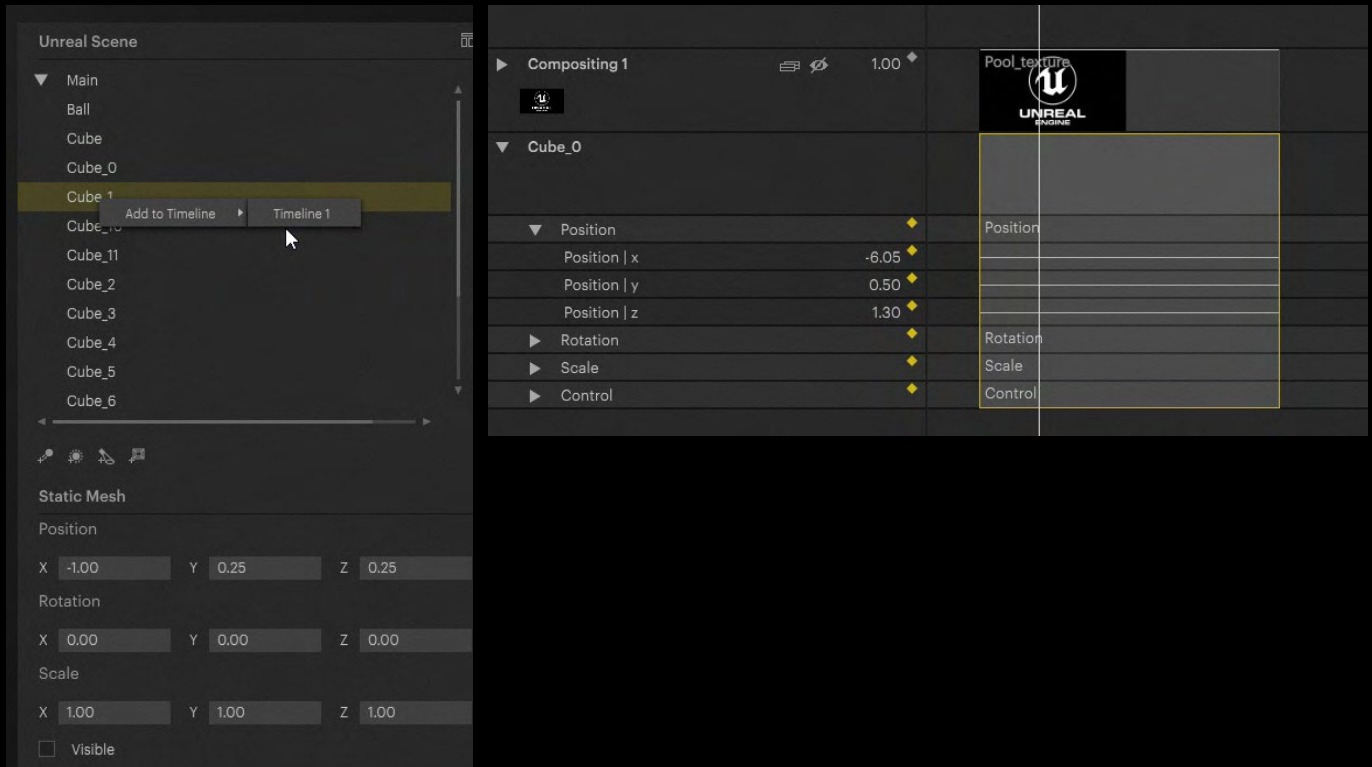 Unreal Scene
Main
Ball
Cube
Cube_0
Cube_1
Add to Timeline
Timeline 1
Cube_10
Cube_11
Cube_2
Cube_3
Cube_4
Cube_5
Cube_6
Static Mesh
Position
X -1.00 Y 0.25 Z 0.25
Rotation
X 0.00 Y 0.00 Z 0.00
Scale
X 1.00 Y 1.00 Z 1.00
Visible
Compositing 1 1.00
Pool_texture
UNREAL
ENGINE
Cube_0
Position Position
Position | x -6.05
Position | y 0.50
Position | z 1.30
Rotation Rotation
Scale Scale
Control Control